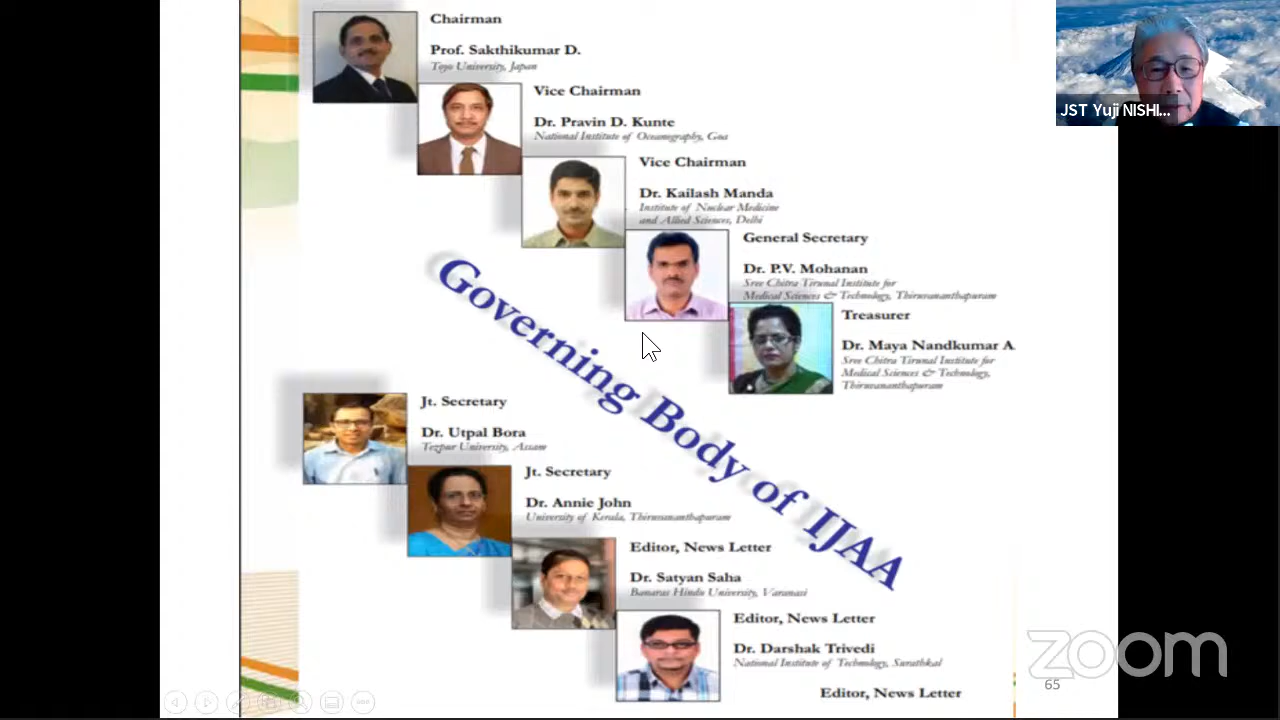 Chairman
Prof. Sakthikumar D.
Toyo University, Japan
Vice Chairman
Dr. Pravin D. Kunte
National Institute of Oceanography, Goa
Vice Chairman
Dr. Kailash Manda
Institute of Nuclear Medicine
and Allied Sciences, Delhi
General Secretary
Dr. P.V. Mohanan
Sree Chitra Tirunal Institute for
Medical Sciences & Technology, Thiruvananthapuram
Treasurer
Dr. Maya Nandkumar A
Sree Chitra Tirunal Institute for
Medical Sciences & Technology,
Thiruvananthapuram
Governing Body of IJAA
Jt. Secretary
Dr. Utpal Bora
Tezpur University, Assam
Jt. Secretary
Dr. Annie John
University of Kerala, Thiruvananthapuram
Editor, News Letter
Dr. Satyan Saha
Banaras Hindu University, Varanasi
Editor, News Letter
Dr. Darshak Trivedi
National Institute of Technology, Surathkal
Editor, News Letter
65
JST Yuji NISHI...
zoom